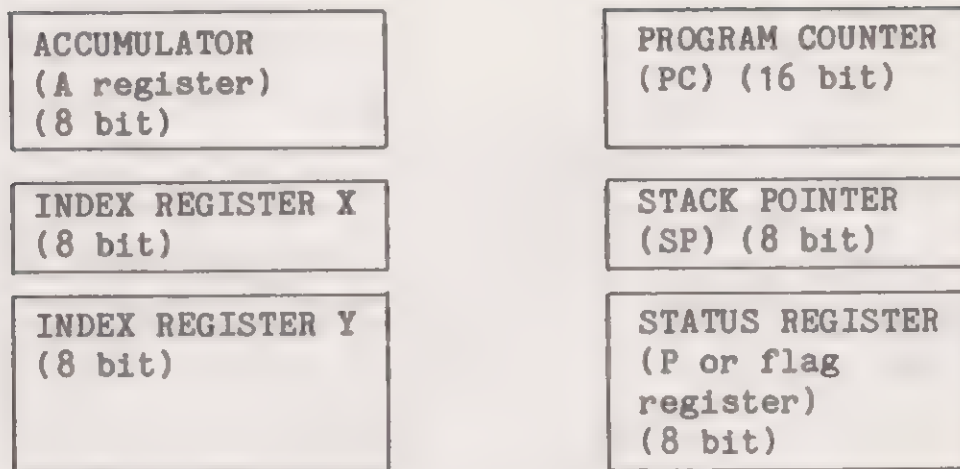 ACCUMULATOR
(A register)
(8 bit)
PROGRAM COUNTER
(PC) (16 bit)
INDEX REGISTER X
(8 bit)
STACK POINTER
(SP) (8 bit)
INDEX REGISTER Y
(8 bit)
STATUS REGISTER
(P or flag
register)
(8 bit)